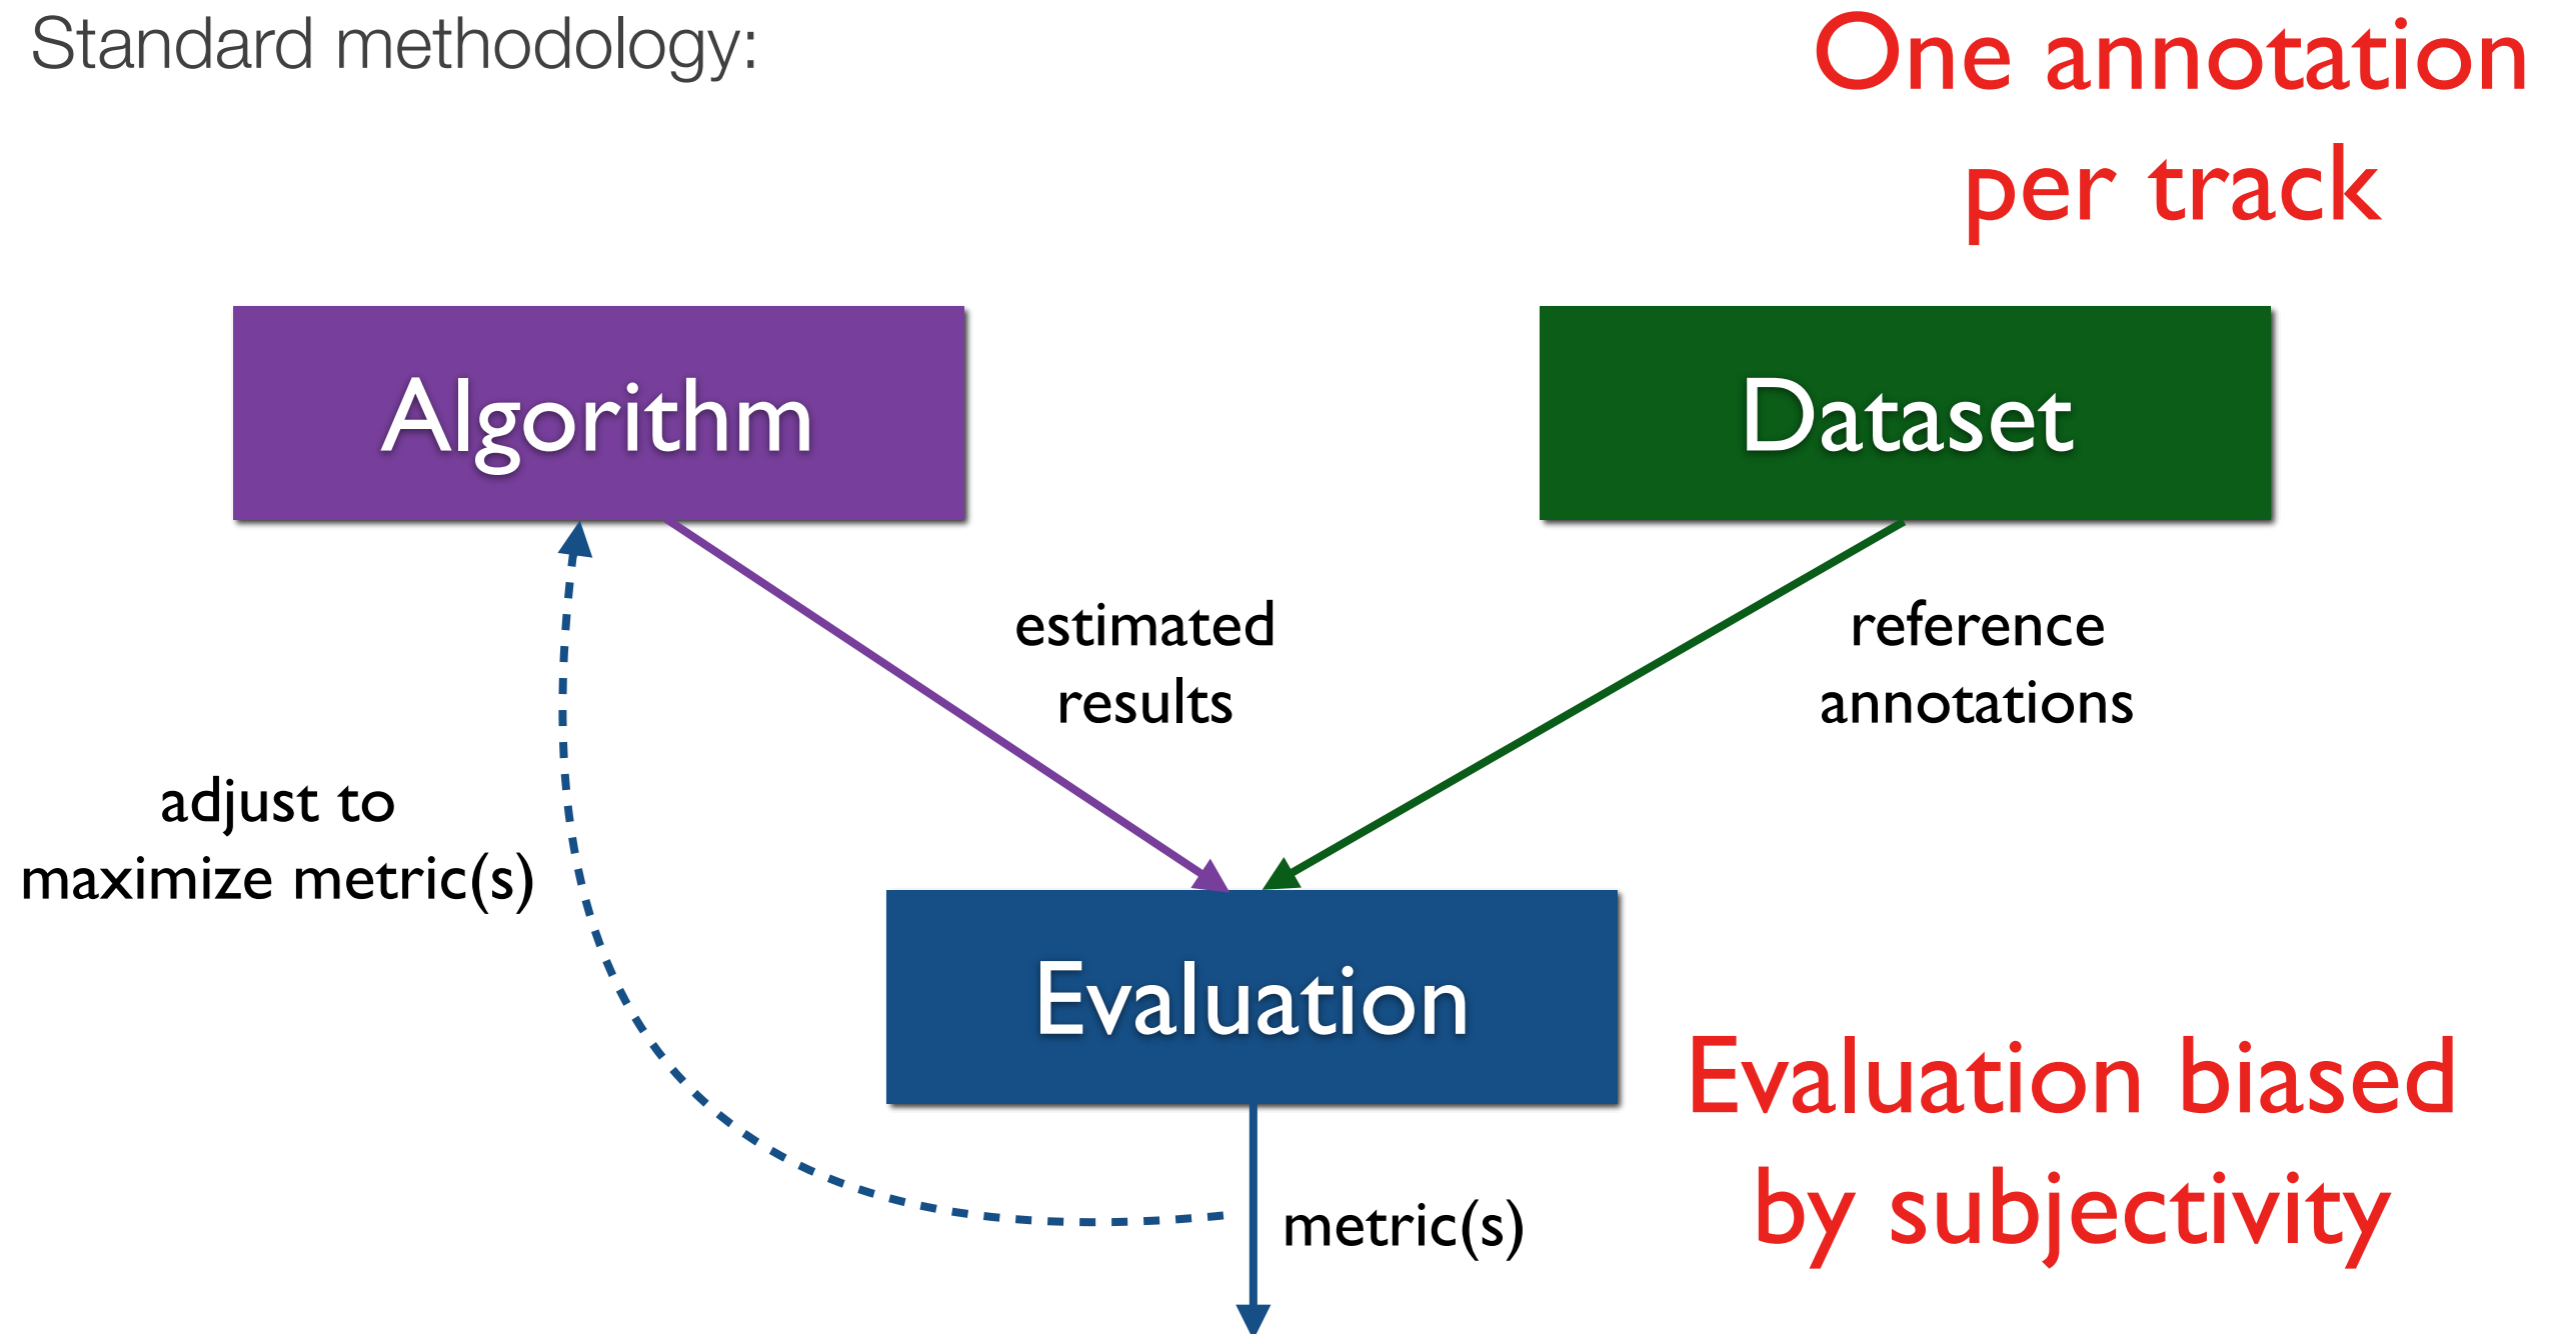 Standard methodology:
One annotation
per track
Algorithm
Dataset
estimated
results
reference
annotations
adjust to
maximize metric(s)
Evaluation
Evaluation biased
by subjectivity
metric(s)